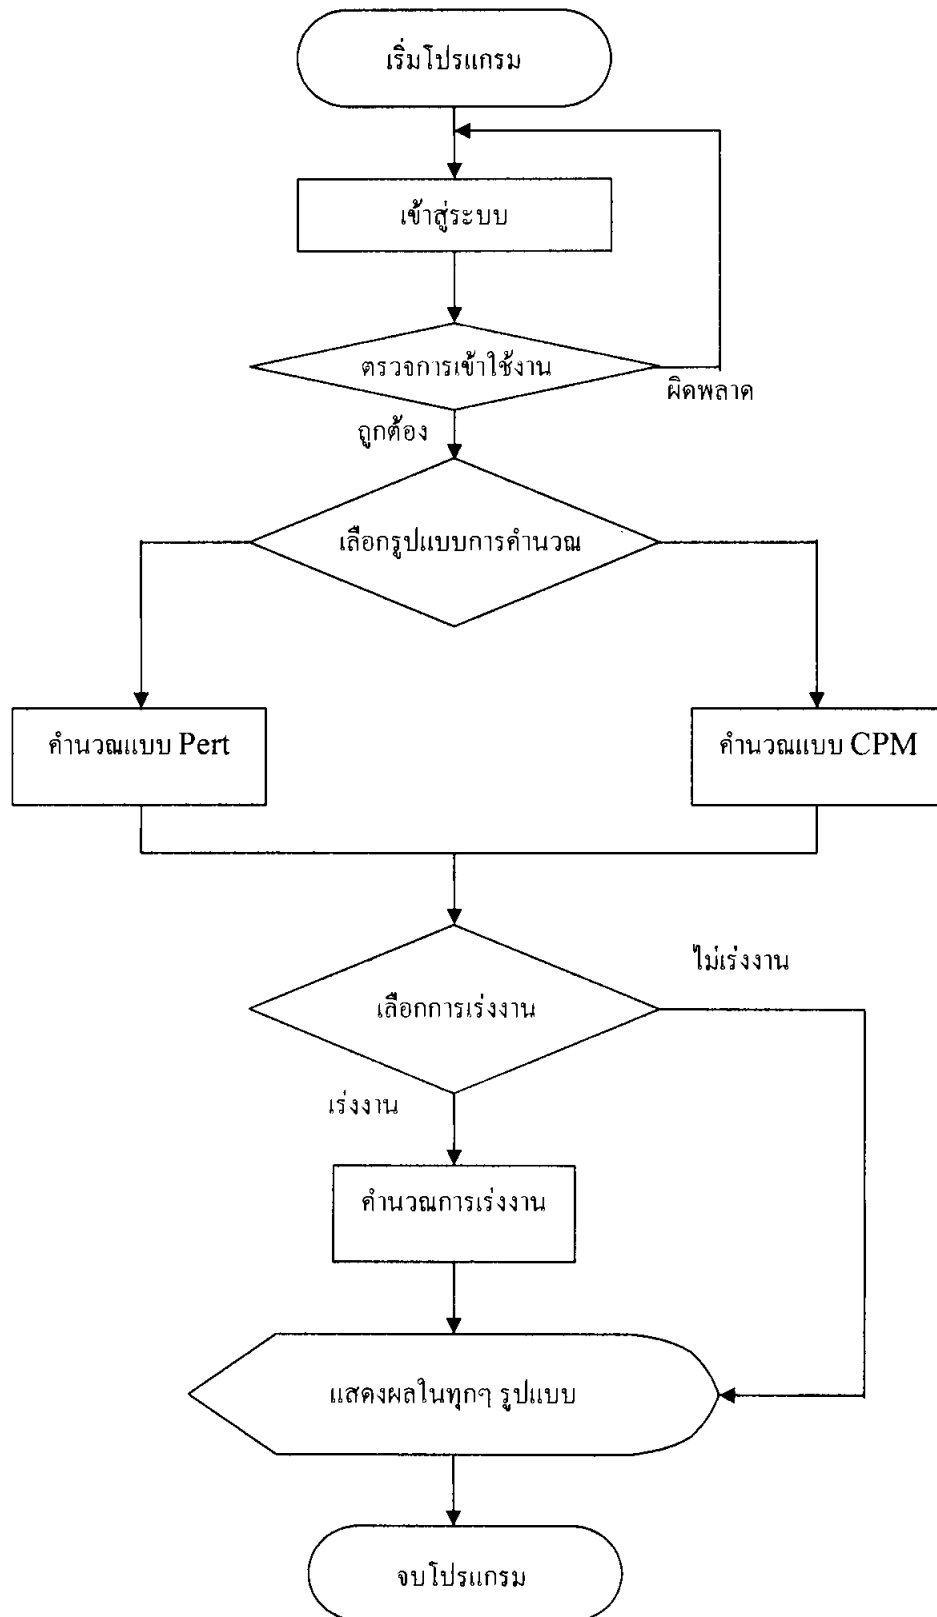 เริ่มโปรแกรม
เข้าสู่ระบบ
ตรวจการเข้าใช้งาน
ผิดพลาด
ถูกต้อง
เลือกรูปแบบการคำนวณ
คำนวณแบบ Pert
คำนวณแบบ CPM
ไม่เร่งงาน
เลือกการเร่งงาน
เร่งงาน
คำนวณการเร่งงาน
แสดงผลในทุกๆ รูปแบบ
จบโปรแกรม